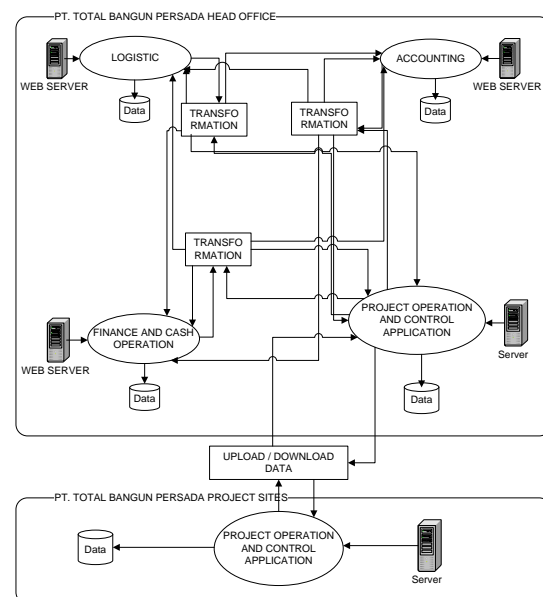 PT. TOTAL BANGUN PERSADA HEAD OFFICE
LOGISTIC
ACCOUNTING
WEB SERVER
WEB SERVER
Data
Data
TRANSFO
RMATION
TRANSFO
RMATION
TRANSFO
RMATION
FINANCE AND CASH
OPERATION
PROJECT OPERATION
AND CONTROL
APPLICATION
WEB SERVER
Server
Data
Data
UPLOAD / DOWNLOAD
DATA
PT. TOTAL BANGUN PERSADA PROJECT SITES
PROJECT OPERATION
AND CONTROL
APPLICATION
Data
Server